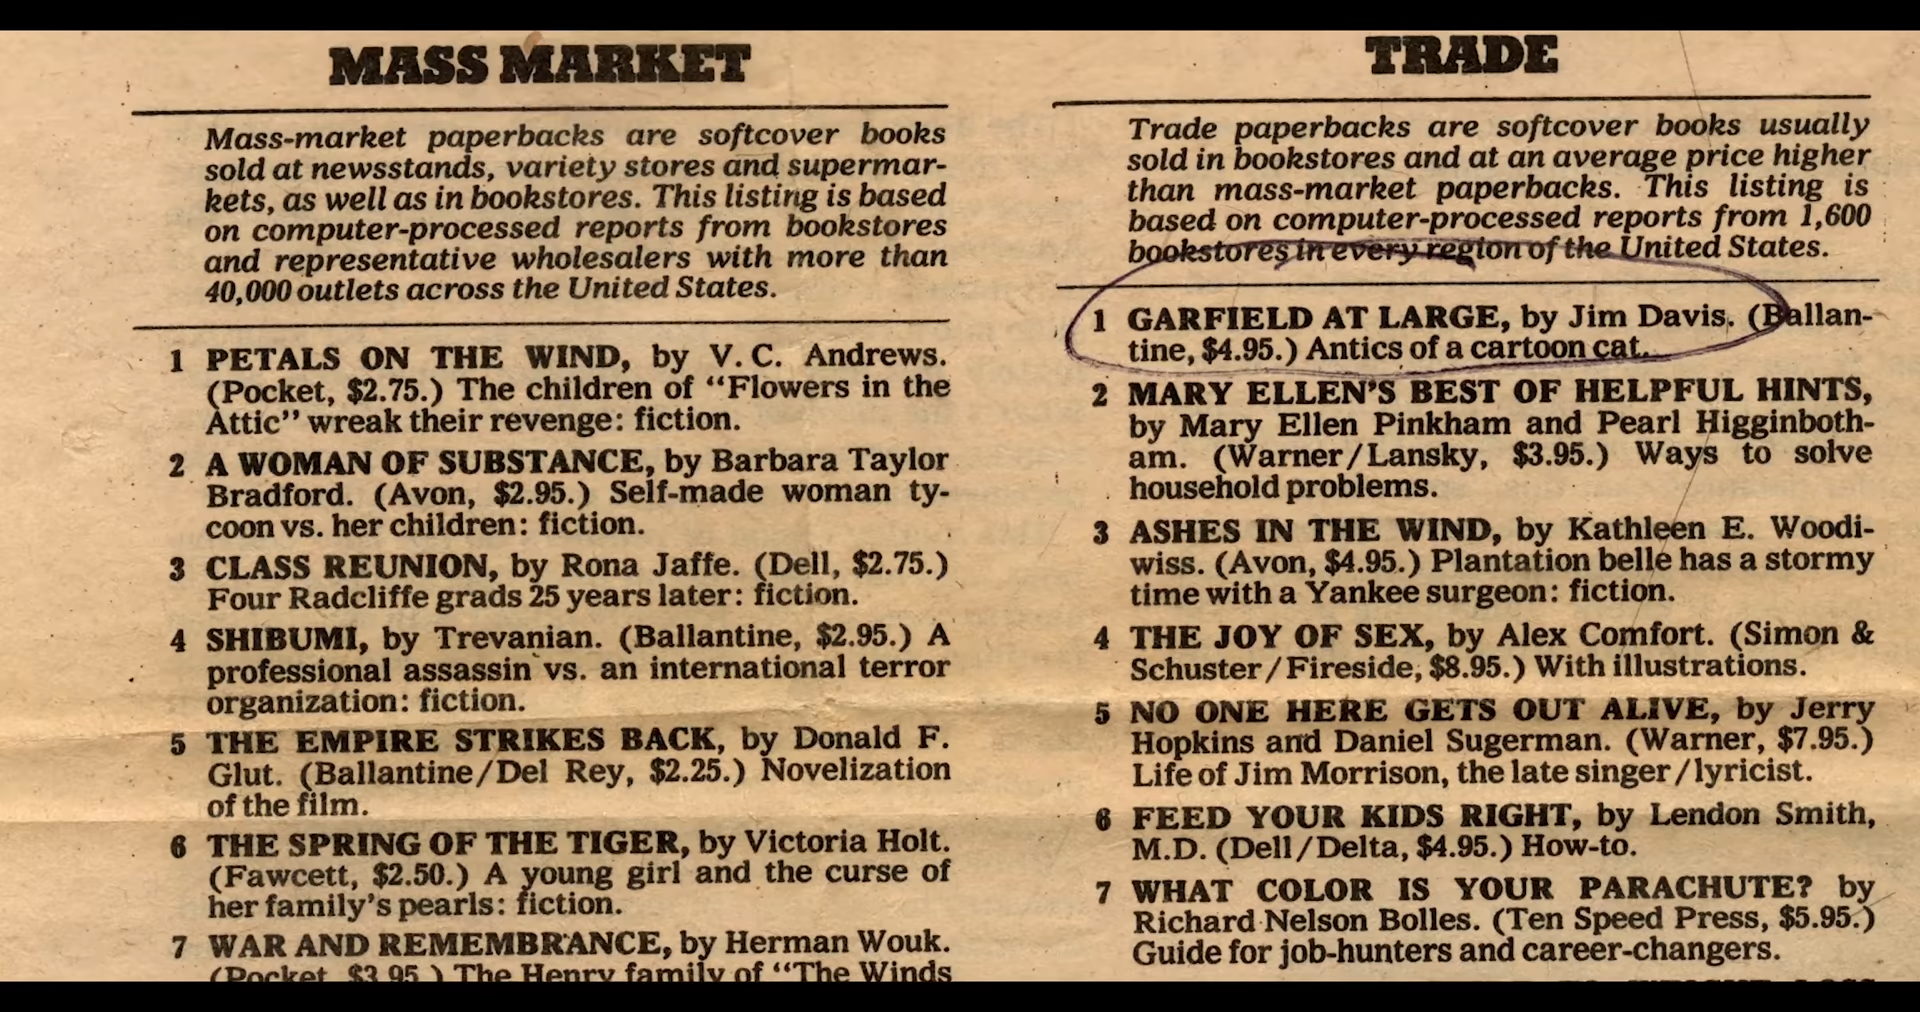 MASS MARKET
Mass-market paperbacks are softcover books
sold at newsstands, variety stores and supermar-
kets, as well as in bookstores. This listing is based
on computer-processed reports from bookstores
and representative wholesalers with more than
40,000 outlets across the United States.
1 PETALS ON THE WIND, by V. C. Andrews.
(Pocket, $2.75.) The children of “Flowers in the
Attic” wreak their revenge: fiction.
2 A WOMAN OF SUBSTANCE, by Barbara Taylor
Bradford. (Avon, $2.95.) Self-made woman ty-
coon vs. her children: fiction.
3 CLASS REUNION, by Rona Jaffe. (Dell, $2.75.)
Four Radcliffe grads 25 years later: fiction.
4 SHIBUMI, by Trevanian. (Ballantine, $2.95.) A
professional assassin vs. an international terror
organization: fiction.
5 THE EMPIRE STRIKES BACK, by Donald F.
Glut. (Ballantine/Del Rey, $2.25.) Novelization
of the film.
6 THE SPRING OF THE TIGER, by Victoria Holt.
(Fawcett, $2.50.) A young girl and the curse of
her family’s pearls: fiction.
7 WAR AND REMEMBRANCE, by Herman Wouk.
(Pocket, $3.95.) The Henry family of “The Winds
TRADE
Trade paperbacks are softcover books usually
sold in bookstores and at an average price higher
than mass-market paperbacks. This listing is
based on computer-processed reports from 1,600
bookstores in every region of the United States.
1 GARFIELD AT LARGE, by Jim Davis. (Ballan-
tine, $4.95.) Antics of a cartoon cat.
2 MARY ELLEN’S BEST OF HELPFUL HINTS,
by Mary Ellen Pinkham and Pearl Higginboth-
am. (Warner/Lansky, $3.95.) Ways to solve
household problems.
3 ASHES IN THE WIND, by Kathleen E. Woodi-
wiss. (Avon, $4.95.) Plantation belle has a stormy
time with a Yankee surgeon: fiction.
4 THE JOY OF SEX, by Alex Comfort. (Simon &
Schuster/Fireside, $8.95.) With illustrations.
5 NO ONE HERE GETS OUT ALIVE, by Jerry
Hopkins and Daniel Sugerman. (Warner, $7.95.)
Life of Jim Morrison, the late singer/lyricist.
6 FEED YOUR KIDS RIGHT, by Lendon Smith,
M.D. (Dell/Delta, $4.95.) How-to.
7 WHAT COLOR IS YOUR PARACHUTE? by
Richard Nelson Bolles. (Ten Speed Press, $5.95.)
Guide for job-hunters and career-changers.